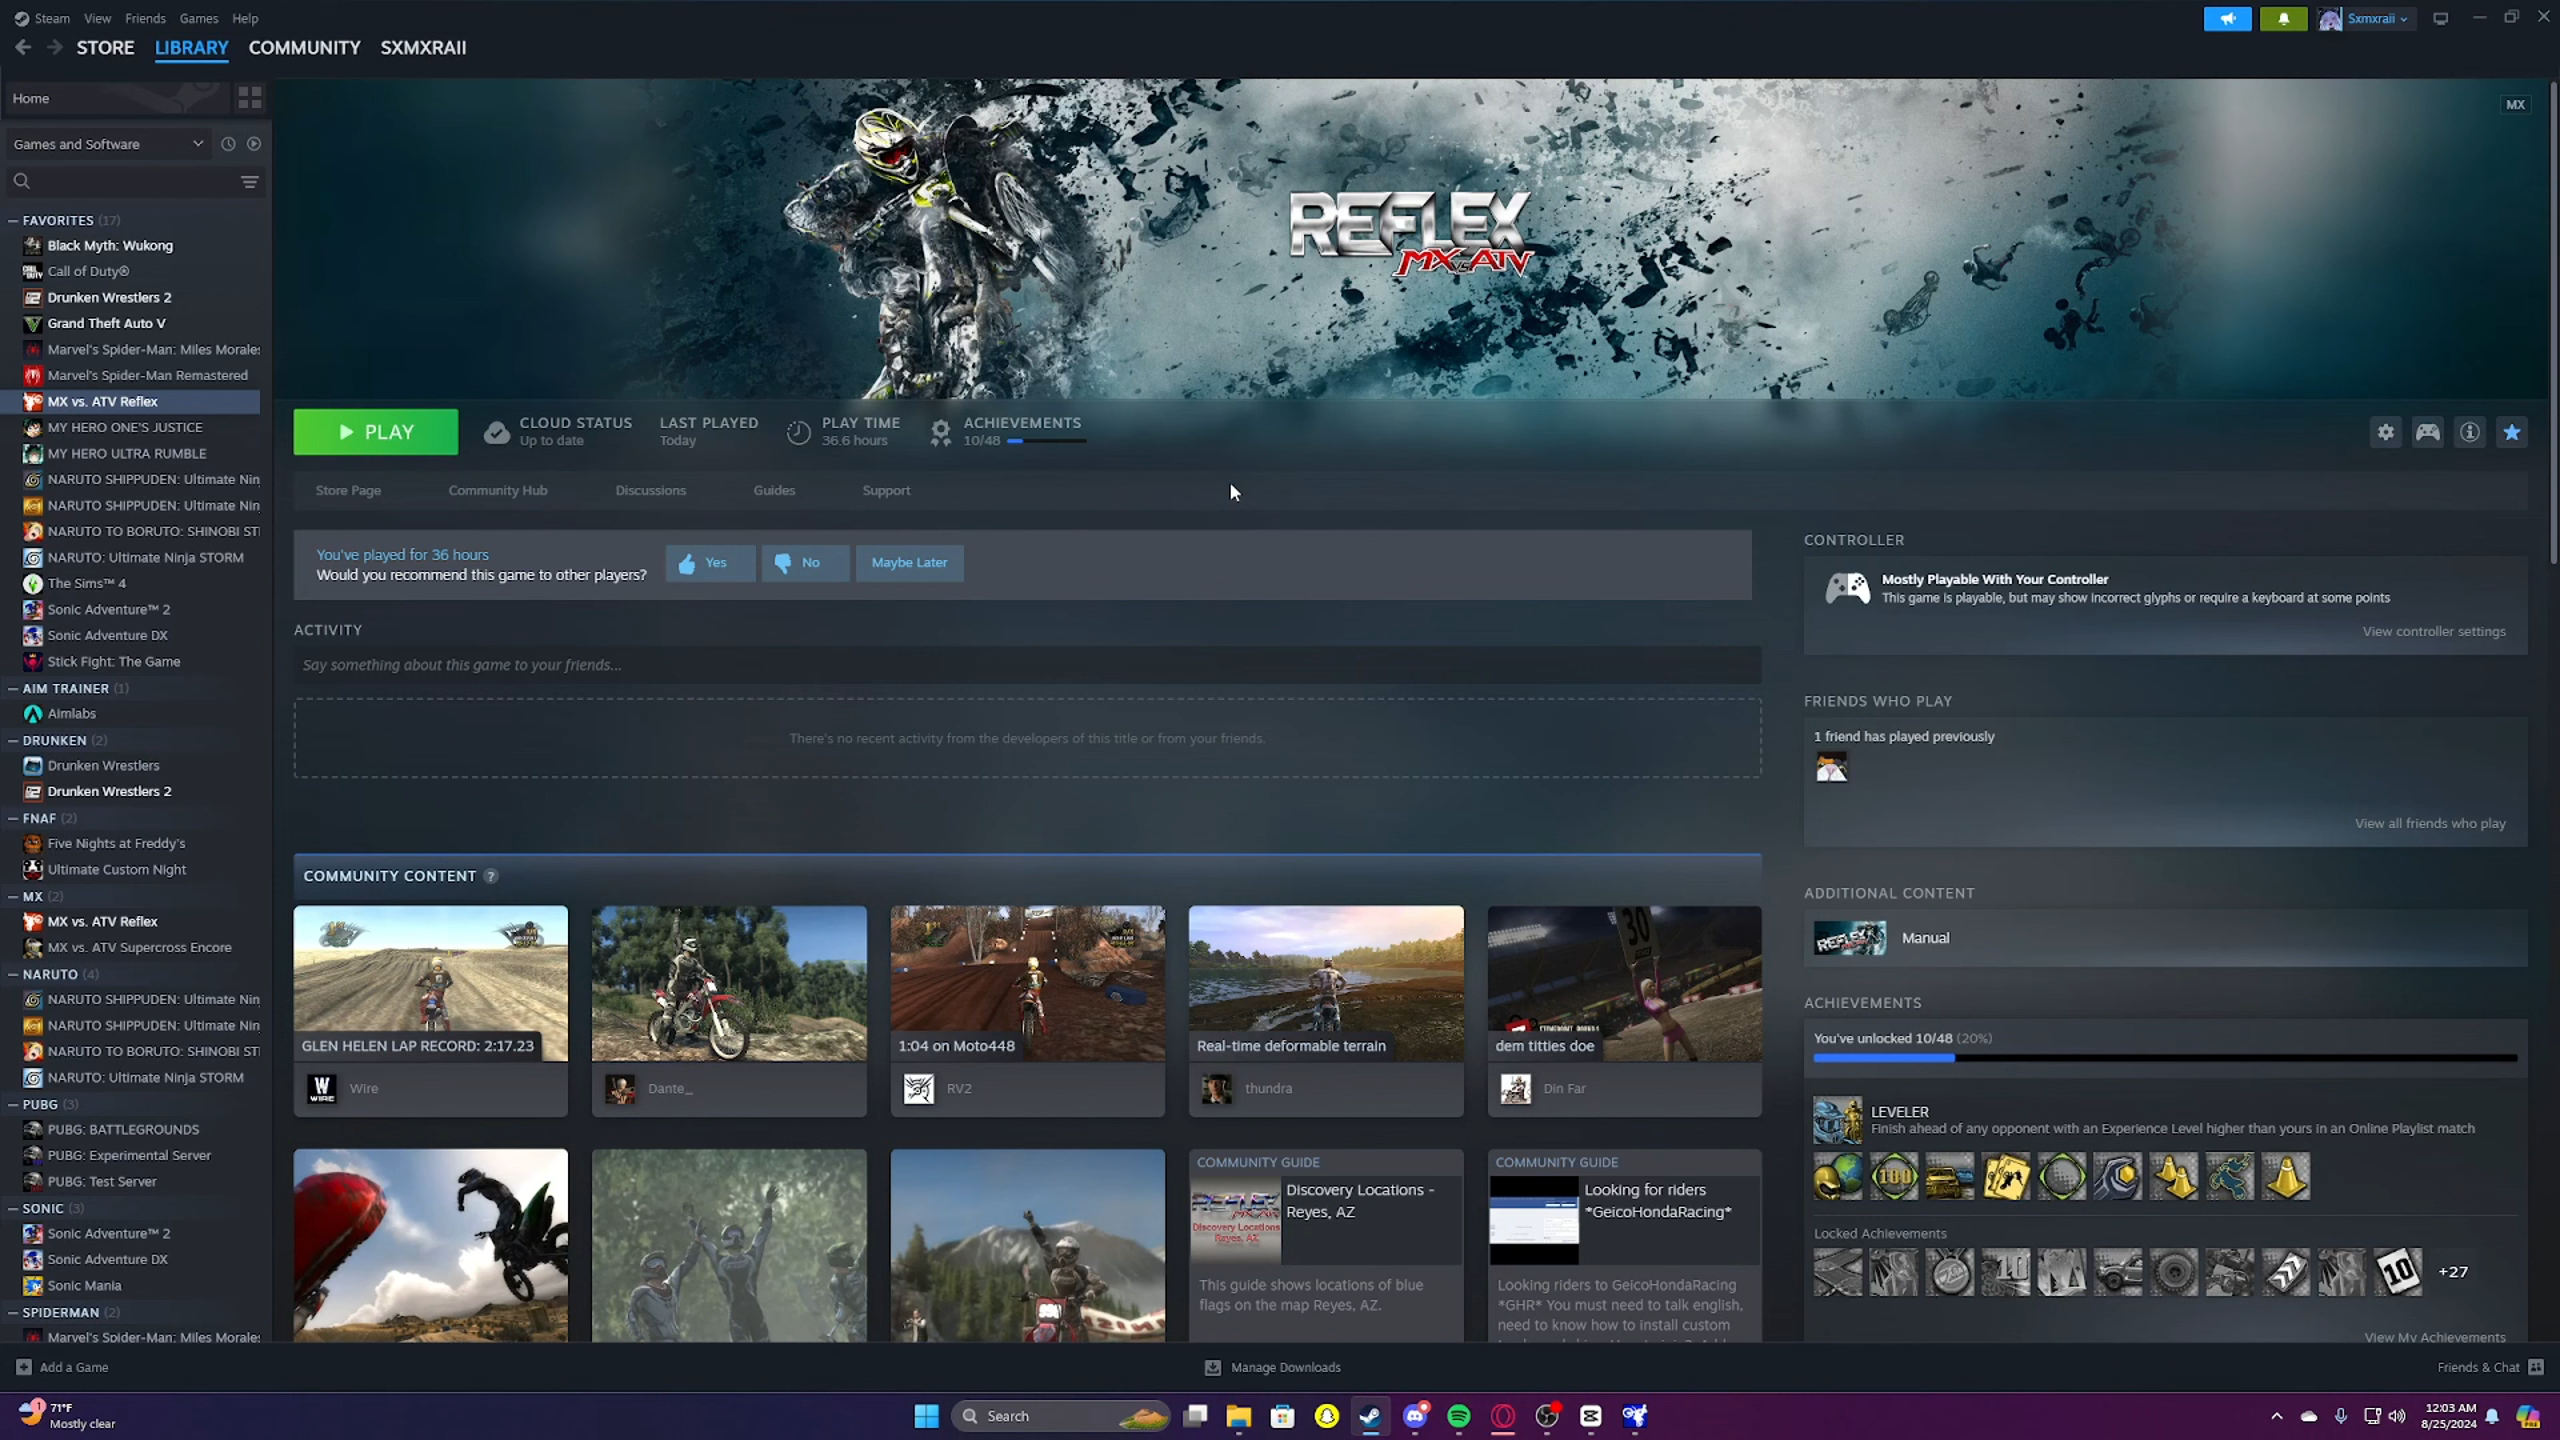 Steam View Friends Games Help
Sxmxraii
STORE LIBRARY COMMUNITY SXMXRAII
Home
Games and Software
FAVORITES (17)
Black Myth: Wukong
Call of Duty®
Drunken Wrestlers 2
Grand Theft Auto V
Marvel's Spider-Man: Miles Morales
Marvel's Spider-Man Remastered
MX vs. ATV Reflex
MY HERO ONE'S JUSTICE
MY HERO ULTRA RUMBLE
NARUTO SHIPPUDEN: Ultimate Nin
NARUTO SHIPPUDEN: Ultimate Nin
NARUTO TO BORUTO: SHINOBI ST
NARUTO: Ultimate Ninja STORM
The Sims™ 4
Sonic Adventure™ 2
Sonic Adventure DX
Stick Fight: The Game
AIM TRAINER (1)
Aimlabs
DRUNKEN (2)
Drunken Wrestlers
Drunken Wrestlers 2
FNAF (2)
Five Nights at Freddy's
Ultimate Custom Night
MX (2)
MX vs. ATV Reflex
MX vs. ATV Supercross Encore
NARUTO (4)
NARUTO SHIPPUDEN: Ultimate Nin
NARUTO SHIPPUDEN: Ultimate Nin
NARUTO TO BORUTO: SHINOBI ST
NARUTO: Ultimate Ninja STORM
PUBG (3)
PUBG: BATTLEGROUNDS
PUBG: Experimental Server
PUBG: Test Server
SONIC (3)
Sonic Adventure™ 2
Sonic Adventure DX
Sonic Mania
SPIDERMAN (2)
Marvel's Spider-Man: Miles Morales
Add a Game
MX
REFLEX
MX vs ATV
PLAY
CLOUD STATUS
Up to date
LAST PLAYED
Today
PLAY TIME
36.6 hours
ACHIEVEMENTS
10/48
Store Page Community Hub Discussions Guides Support
You've played for 36 hours
Would you recommend this game to other players?
Yes
No
Maybe Later
ACTIVITY
Say something about this game to your friends...
There's no recent activity from the developers of this title or from your friends.
COMMUNITY CONTENT ?
GLEN HELEN LAP RECORD: 2:17.23
WIRE
Wire
Dante_
1:04 on Moto448
RV2
Real-time deformable terrain
thundra
30
dem titties doe
Din Far
COMMUNITY GUIDE
Discovery Locations
Reyes, AZ
Discovery Locations -
Reyes, AZ
This guide shows locations of blue
flags on the map Reyes, AZ.
COMMUNITY GUIDE
Looking for riders
*GeicoHondaRacing*
Looking riders to GeicoHondaRacing
*GHR* You must need to talk english,
need to know how to install custom
CONTROLLER
Mostly Playable With Your Controller
This game is playable, but may show incorrect glyphs or require a keyboard at some points
View controller settings
FRIENDS WHO PLAY
1 friend has played previously
View all friends who play
ADDITIONAL CONTENT
REFLEX
Manual
ACHIEVEMENTS
You've unlocked 10/48 (20%)
LEVELER
Finish ahead of any opponent with an Experience Level higher than yours in an Online Playlist match
100
Locked Achievements
10
10
+27
View My Achievements
Manage Downloads
Friends & Chat
1
71°F
Mostly clear
Search
12:03 AM
8/25/2024